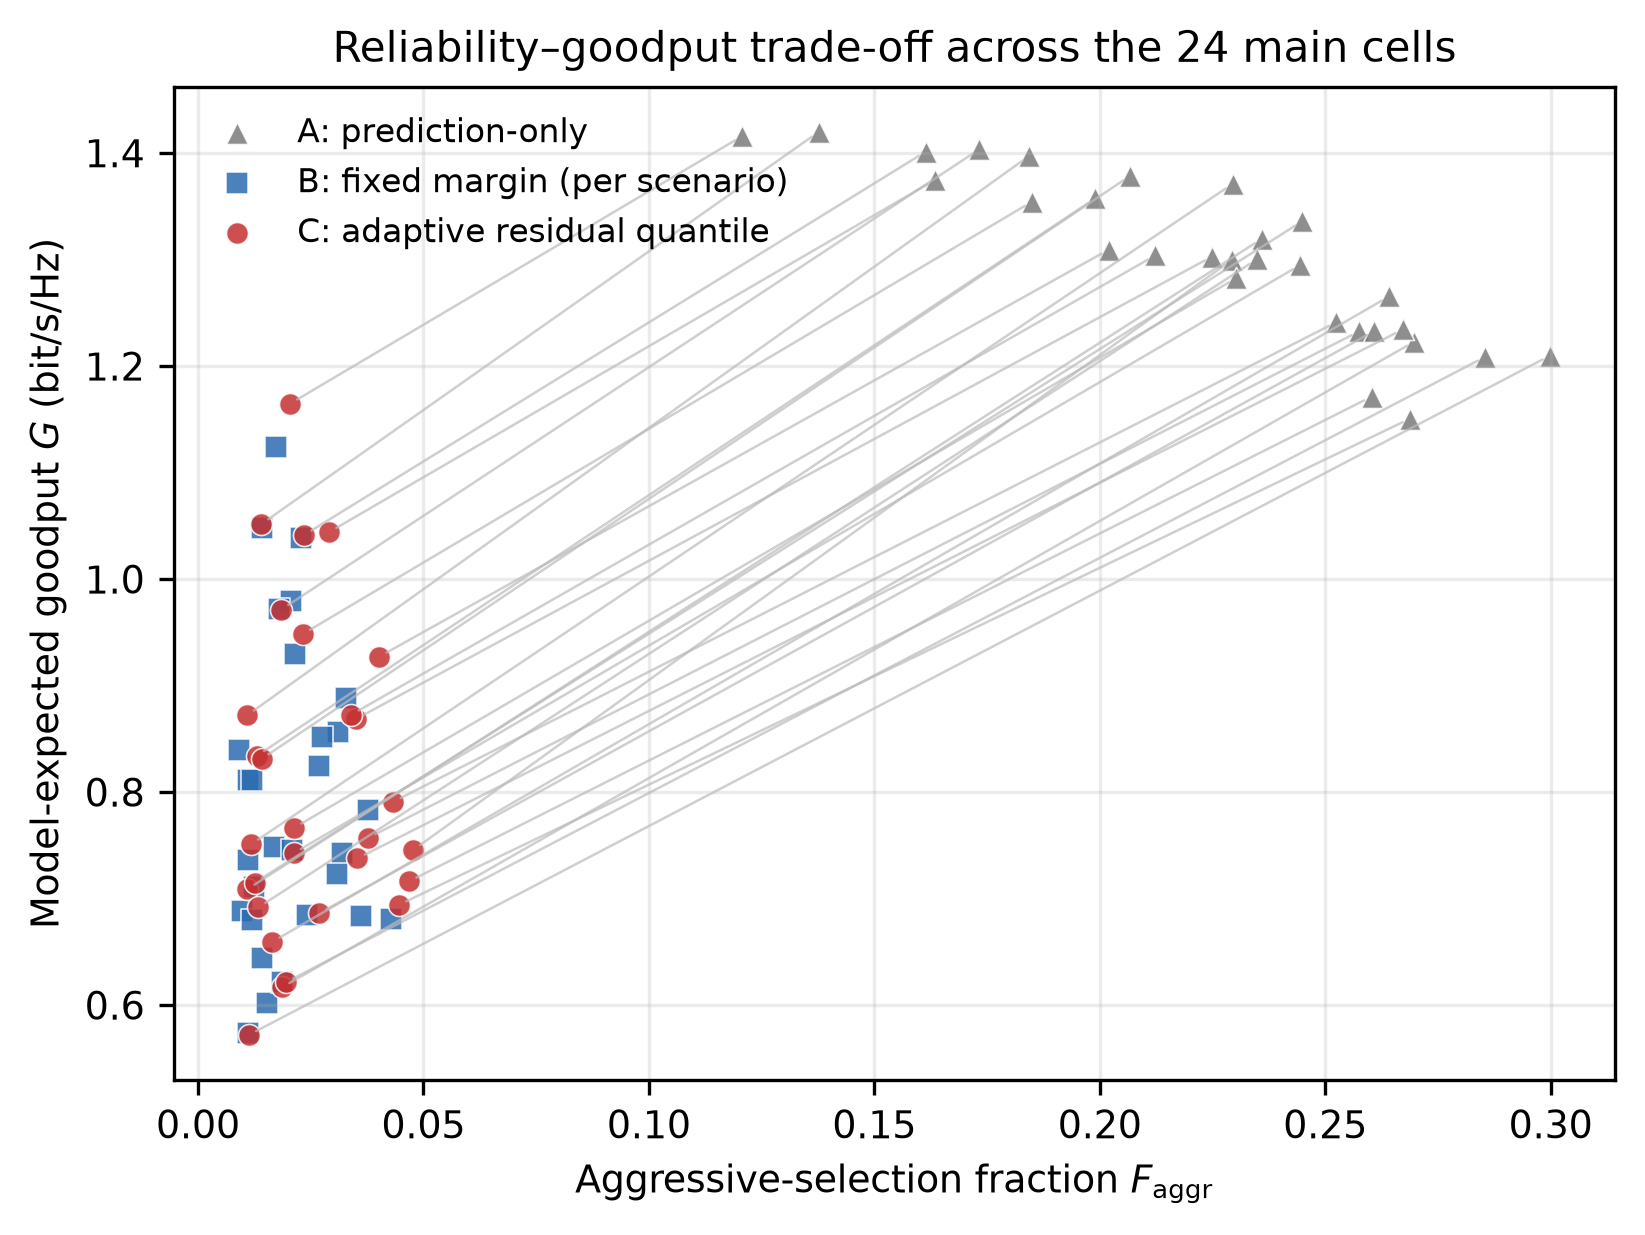 Reliability–goodput trade-off across the 24 main cells
A: prediction-only
B: fixed margin (per scenario)
C: adaptive residual quantile
Model-expected goodput G (bit/s/Hz)
1.4
1.2
1.0
0.8
0.6
0.00 0.05 0.10 0.15 0.20 0.25 0.30
Aggressive-selection fraction F_aggr